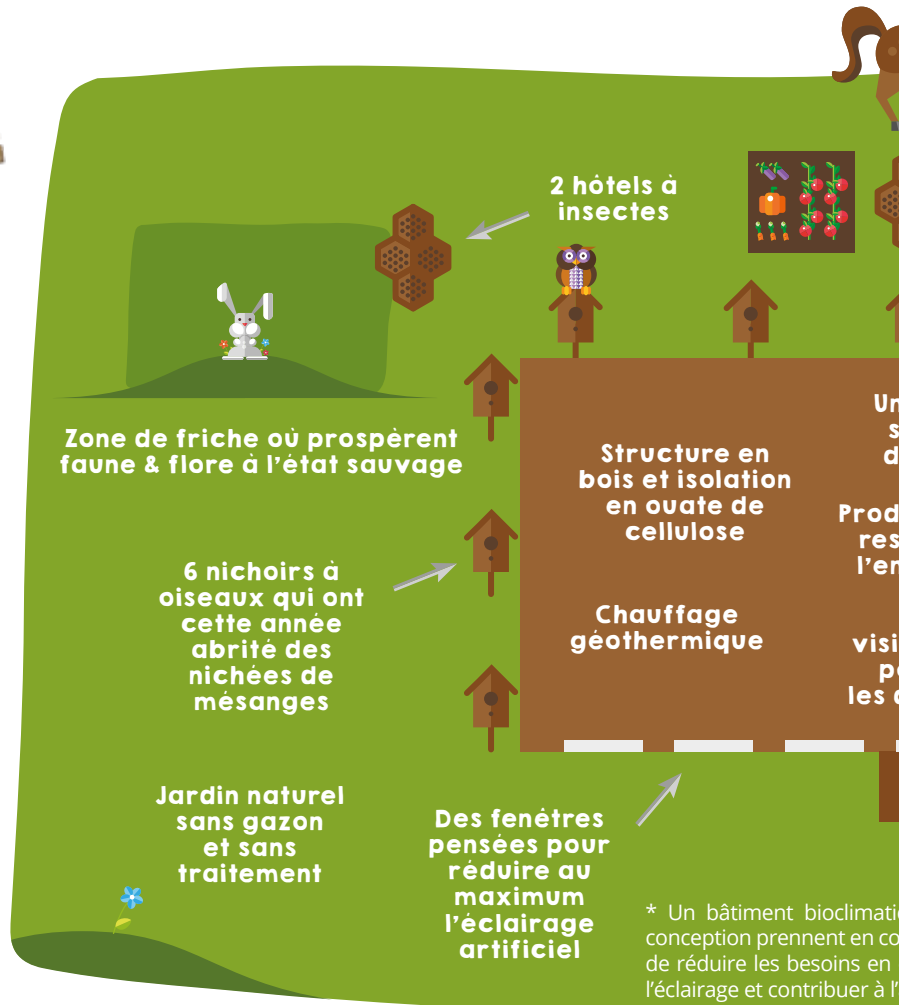 2 hôtels à
insectes
Zone de friche où prospèrent
faune & flore à l'état sauvage
Structure en
bois et isolation
en ouate de
cellulose
6 nichoirs à
oiseaux qui ont
cette année
abrité des
nichées de
mésanges
Chauffage
géothermique
Jardin naturel
sans gazon
et sans
traitement
Des fenêtres
pensées pour
réduire au
maximum
l'éclairage
artificiel
* Un bâtiment
conception prennent en
de réduire les besoins en
l'éclairage et contribuer à